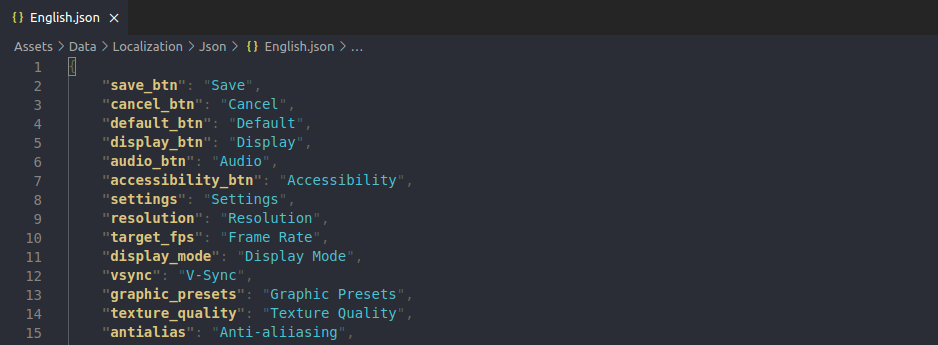 {} English.json ×
Assets > Data > Localization > Json > {} English.json > ...
1 {
2 "save_btn": "Save",
3 "cancel_btn": "Cancel",
4 "default_btn": "Default",
5 "display_btn": "Display",
6 "audio_btn": "Audio",
7 "accessibility_btn": "Accessibility",
8 "settings": "Settings",
9 "resolution": "Resolution",
10 "target_fps": "Frame Rate",
11 "display_mode": "Display Mode",
12 "vsync": "V-Sync",
13 "graphic_presets": "Graphic Presets",
14 "texture_quality": "Texture Quality",
15 "antialias": "Anti-aliiasing",